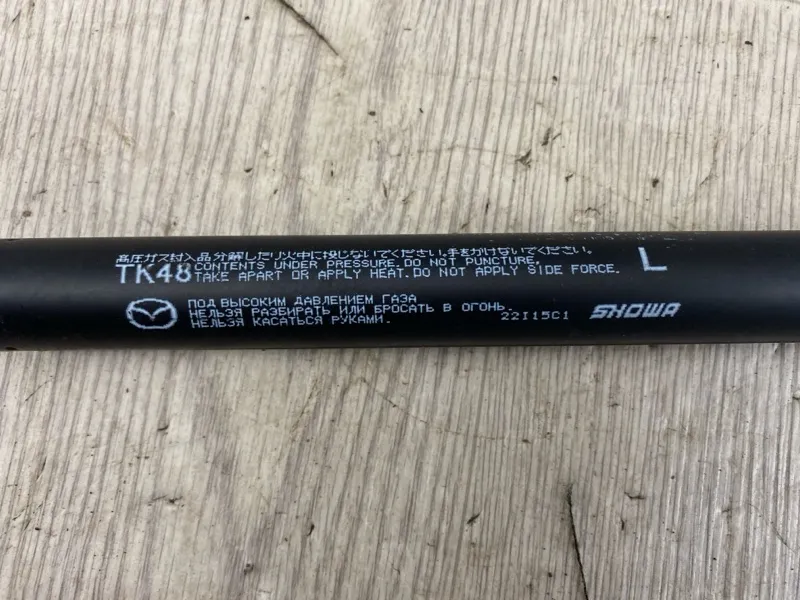 高圧ガス封入品分解したり火中に投じないでください。手をかけないでください。
TK48
CONTENTS UNDER PRESSURE. DO NOT PUNCTURE,
TAKE APART OR APPLY HEAT. DO NOT APPLY SIDE FORCE.
L
ПОД ВЫСОКИМ ДАВЛЕНИЕМ ГАЗА
НЕЛЬЗЯ РАЗБИРАТЬ ИЛИ БРОСАТЬ В ОГОНЬ.
НЕЛЬЗЯ КАСАТЬСЯ РУКАМИ.
22I15C1
SHOWA